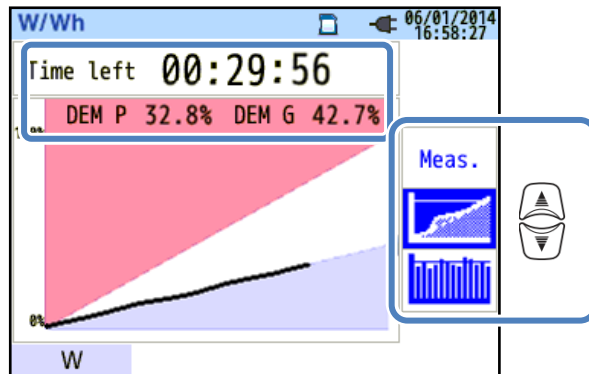 W/Wh 06/01/2014
16:58:27
Time left 00:29:56
DEM P 32.8% DEM G 42.7%
Meas.
0%
W